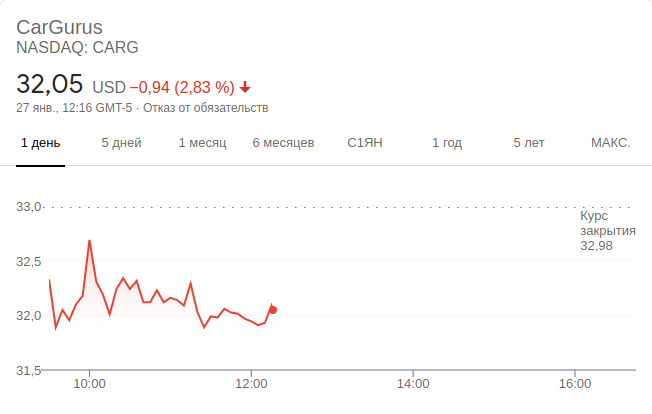 CarGurus
NASDAQ: CARG
32,05 USD −0,94 (2,83 %)
27 янв., 12:16 GMT-5 · Отказ от обязательств
1 день 5 дней 1 месяц 6 месяцев С1ЯН 1 год 5 лет МАКС.
33,0
Курс
закрытия
32,98
32,5
32,0
31,5
10:00 12:00 14:00 16:00